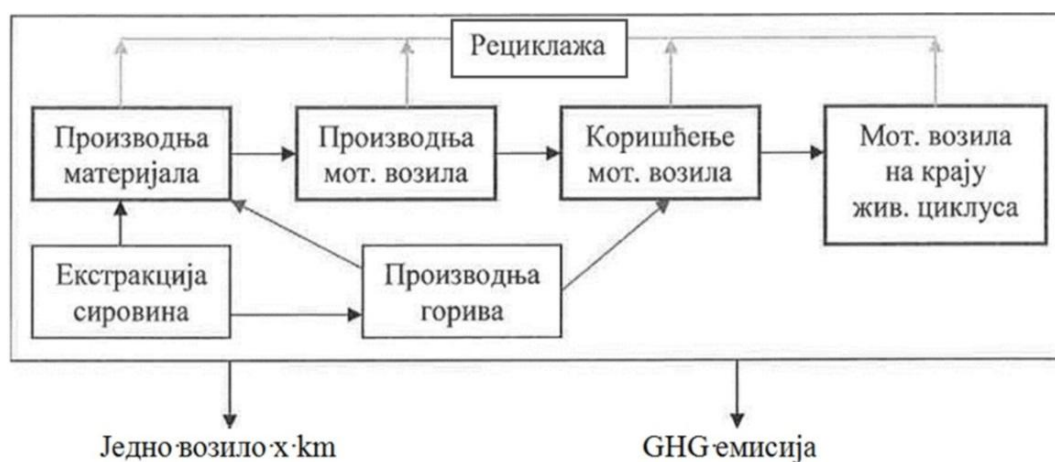 Рециклажа
Производња
материјала
Производња
мот. возила
Коришћење
мот. возила
Мот. возила
на крају
жив. циклуса
Екстракција
сировина
Производња
горива
Једно·возило·x·km
GHG·емисија